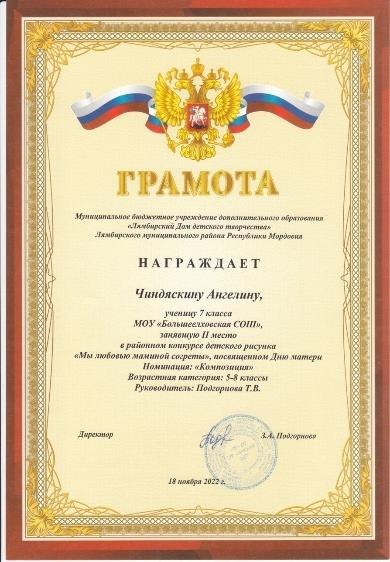 ГРАМОТА
Муниципальное бюджетное учреждение дополнительного образования
«Лямбирский Дом детского творчества»
Лямбирского муниципального района Республики Мордовия
НАГРАЖДАЕТ
Чиндяскину Ангелину,
ученицу 7 класса
МОУ «Большеелховская СОШ»,
занявшую II место
в районном конкурсе детского рисунка
«Мы любовью маминой согреты», посвященном Дню матери
Номинация: «Композиция»
Возрастная категория: 5-8 классы
Руководитель: Подгорнова Т.В.
Директор З.А. Подгорнова
18 ноября 2022 г.